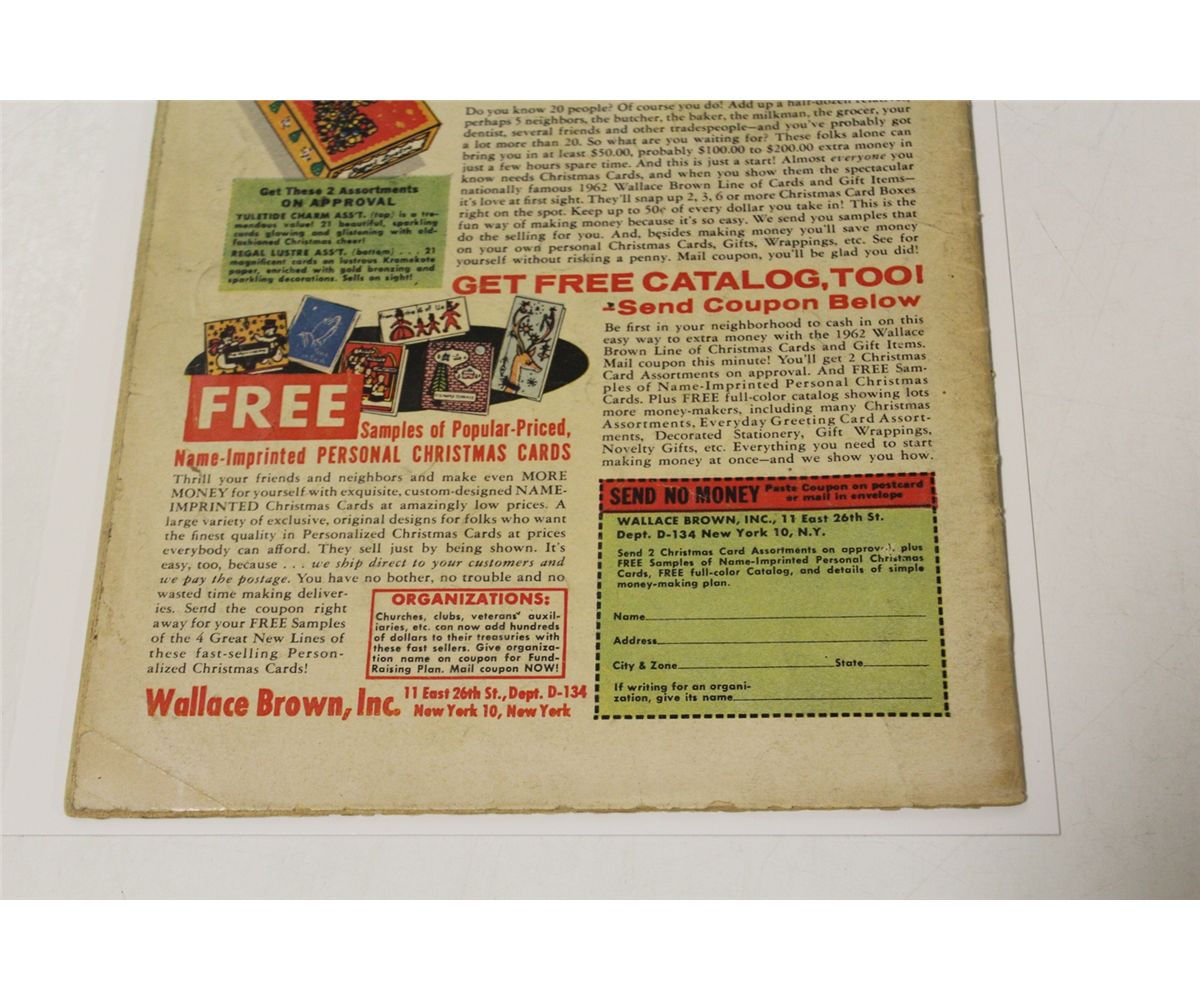 Do you know 20 people? Of course you do! Add up a half-dozen relatives,
perhaps 5 neighbors, the butcher, the baker, the milkman, the grocer, your
dentist, several friends and other tradespeople—and you've probably got
a lot more than 20. So what are you waiting for? These folks alone can
bring you in at least $50.00, probably $100.00 to $200.00 extra money in
just a few hours spare time. And this is just a start! Almost everyone you
know needs Christmas Cards, and when you show them the spectacular
nationally famous 1962 Wallace Brown Line of Cards and Gift Items—
it's love at first sight. They'll snap up 2, 3, 6 or more Christmas Card Boxes
right on the spot. Keep up to 50¢ of every dollar you take in! This is the
fun way of making money because it's so easy. We send you samples that
do the selling for you. And, besides making money you'll save money
on your own personal Christmas Cards, Gifts, Wrappings, etc. See for
yourself without risking a penny. Mail coupon, you'll be glad you did!
Get These 2 Assortments
ON APPROVAL
YULETIDE CHARM ASS'T. (top) is a tre-
mendous value! 21 beautiful, sparkling
cards glowing and glistening with old-
fashioned Christmas cheer!
REGAL LUSTRE ASS'T. (bottom) . . . 21
magnificent cards on lustrous Kromekote
paper, enriched with gold bronzing and
sparkling decorations. Sells on sight!
GET FREE CATALOG, TOO!
—Send Coupon Below
Be first in your neighborhood to cash in on this
easy way to extra money with the 1962 Wallace
Brown Line of Christmas Cards and Gift Items.
Mail coupon this minute! You'll get 2 Christmas
Card Assortments on approval. And FREE Sam-
ples of Name-Imprinted Personal Christmas
Cards. Plus FREE full-color catalog showing lots
more money-makers, including many Christmas
Assortments, Everyday Greeting Card Assort-
ments, Decorated Stationery, Gift Wrappings,
Novelty Gifts, etc. Everything you need to start
making money at once—and we show you how.
FREE
Samples of Popular-Priced,
Name-Imprinted PERSONAL CHRISTMAS CARDS
Thrill your friends and neighbors and make even MORE
MONEY for yourself with exquisite, custom-designed NAME-
IMPRINTED Christmas Cards at amazingly low prices. A
large variety of exclusive, original designs for folks who want
the finest quality in Personalized Christmas Cards at prices
everybody can afford. They sell just by being shown. It's
easy, too, because . . . we ship direct to your customers and
we pay the postage. You have no bother, no trouble and no
wasted time making deliver-
ies. Send the coupon right
away for your FREE Samples
of the 4 Great New Lines of
these fast-selling Person-
alized Christmas Cards!
ORGANIZATIONS:
Churches, clubs, veterans' auxil-
iaries, etc. can now add hundreds
of dollars to their treasuries with
these fast sellers. Give organiza-
tion name on coupon for Fund-
Raising Plan. Mail coupon NOW!
Wallace Brown, Inc.
11 East 26th St., Dept. D-134
New York 10, New York
SEND NO MONEY
Paste Coupon on postcard
or mail in envelope
WALLACE BROWN, INC., 11 East 26th St.
Dept. D-134 New York 10, N.Y.
Send 2 Christmas Card Assortments on approval, plus
FREE Samples of Name-Imprinted Personal Christmas
Cards, FREE full-color Catalog, and details of simple
money-making plan.
Name
Address
City & Zone State
If writing for an organi-
zation, give its name